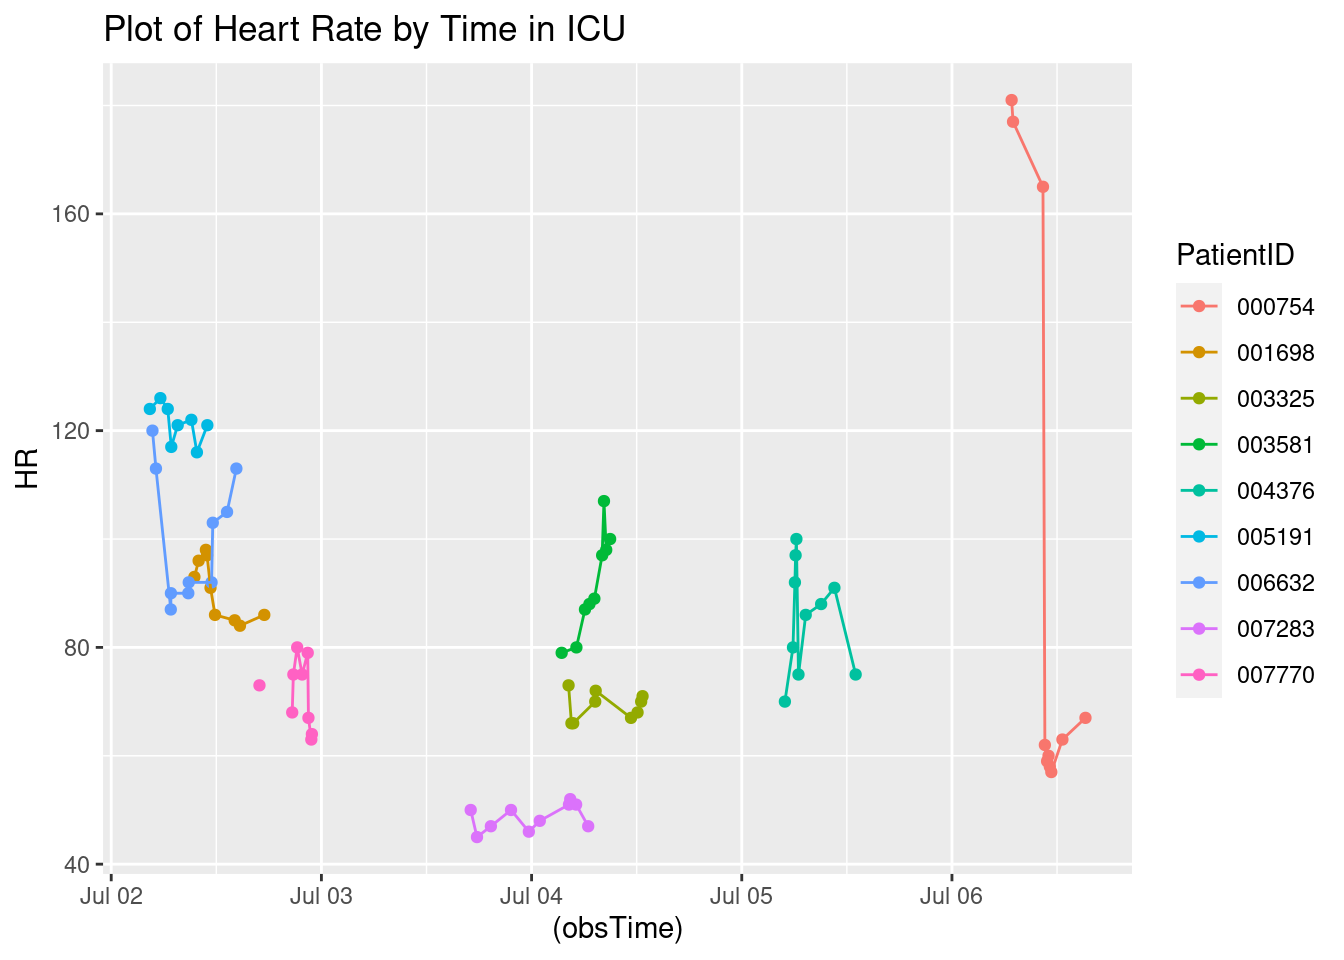 Plot of Heart Rate by Time in ICU
HR
160
120
80
40
Jul 02
Jul 03
Jul 04
Jul 05
Jul 06
(obsTime)
PatientID
000754
001698
003325
003581
004376
005191
006632
007283
007770